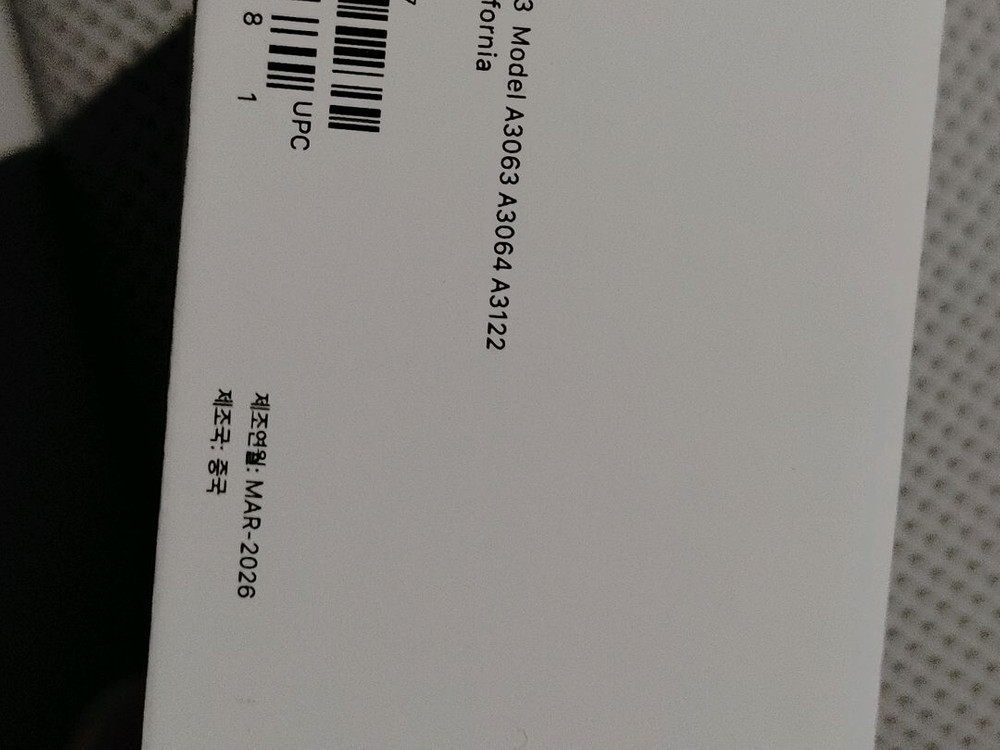 3 Model A3063 A3064 A3122
fornia
7
UPC
8 1
제조연월: MAR-2026
제조국: 중국